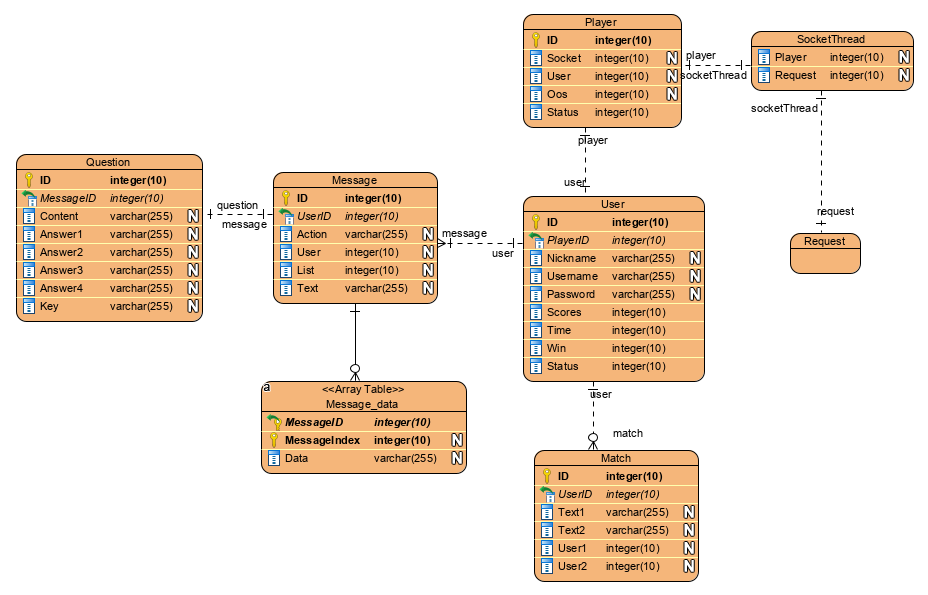 Player
ID integer(10)
Socket integer(10) N
User integer(10) N
Oos integer(10) N
Status integer(10)
SocketThread
Player integer(10) N
Request integer(10) N
player
socketThread
socketThread
request
Request
player
user
Question
ID integer(10)
MessageID integer(10)
Content varchar(255) N
Answer1 varchar(255) N
Answer2 varchar(255) N
Answer3 varchar(255) N
Answer4 varchar(255) N
Key varchar(255) N
question
message
Message
ID integer(10)
UserID integer(10)
Action varchar(255) N
User integer(10) N
List integer(10) N
Text varchar(255) N
message
user
User
ID integer(10)
PlayerID integer(10)
Nickname varchar(255) N
Username varchar(255) N
Password varchar(255) N
Scores integer(10)
Time integer(10)
Win integer(10)
Status integer(10)
a
<<Array Table>>
Message_data
MessageID integer(10)
MessageIndex integer(10) N
Data varchar(255) N
user
match
Match
ID integer(10)
UserID integer(10)
Text1 varchar(255) N
Text2 varchar(255) N
User1 integer(10) N
User2 integer(10) N